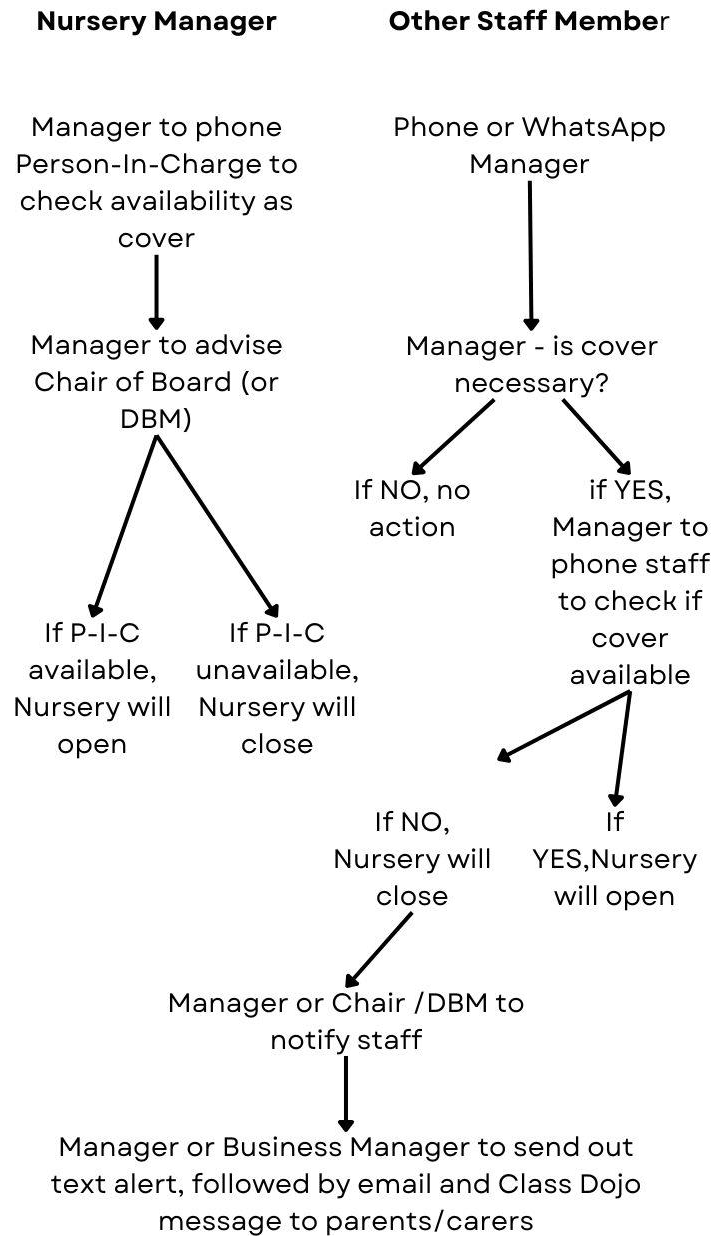 Nursery Manager
Manager to phone
Person-In-Charge to
check availability as
cover
Manager to advise
Chair of Board (or
DBM)
If P-I-C
available,
Nursery will
open
If P-I-C
unavailable,
Nursery will
close
Other Staff Member
Phone or WhatsApp
Manager
Manager - is cover
necessary?
If NO, no
action
if YES,
Manager to
phone staff
to check if
cover
available
If NO,
Nursery will
close
If
YES,Nursery
will open
Manager or Chair /DBM to
notify staff
Manager or Business Manager to send out
text alert, followed by email and Class Dojo
message to parents/carers